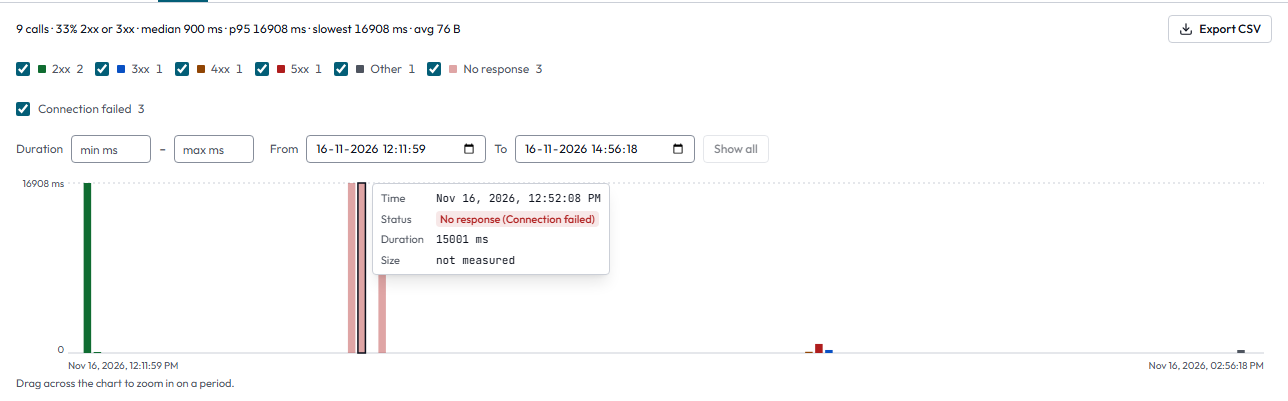 9 calls · 33% 2xx or 3xx · median 900 ms · p95 16908 ms · slowest 16908 ms · avg 76 B
Export CSV
2xx 2 3xx 1 4xx 1 5xx 1 Other 1 No response 3
Connection failed 3
Duration min ms – max ms From 16-11-2026 12:11:59 To 16-11-2026 14:56:18 Show all
16908 ms
Time Nov 16, 2026, 12:52:08 PM
Status No response (Connection failed)
Duration 15001 ms
Size not measured
0
Nov 16, 2026, 12:11:59 PM
Nov 16, 2026, 02:56:18 PM
Drag across the chart to zoom in on a period.